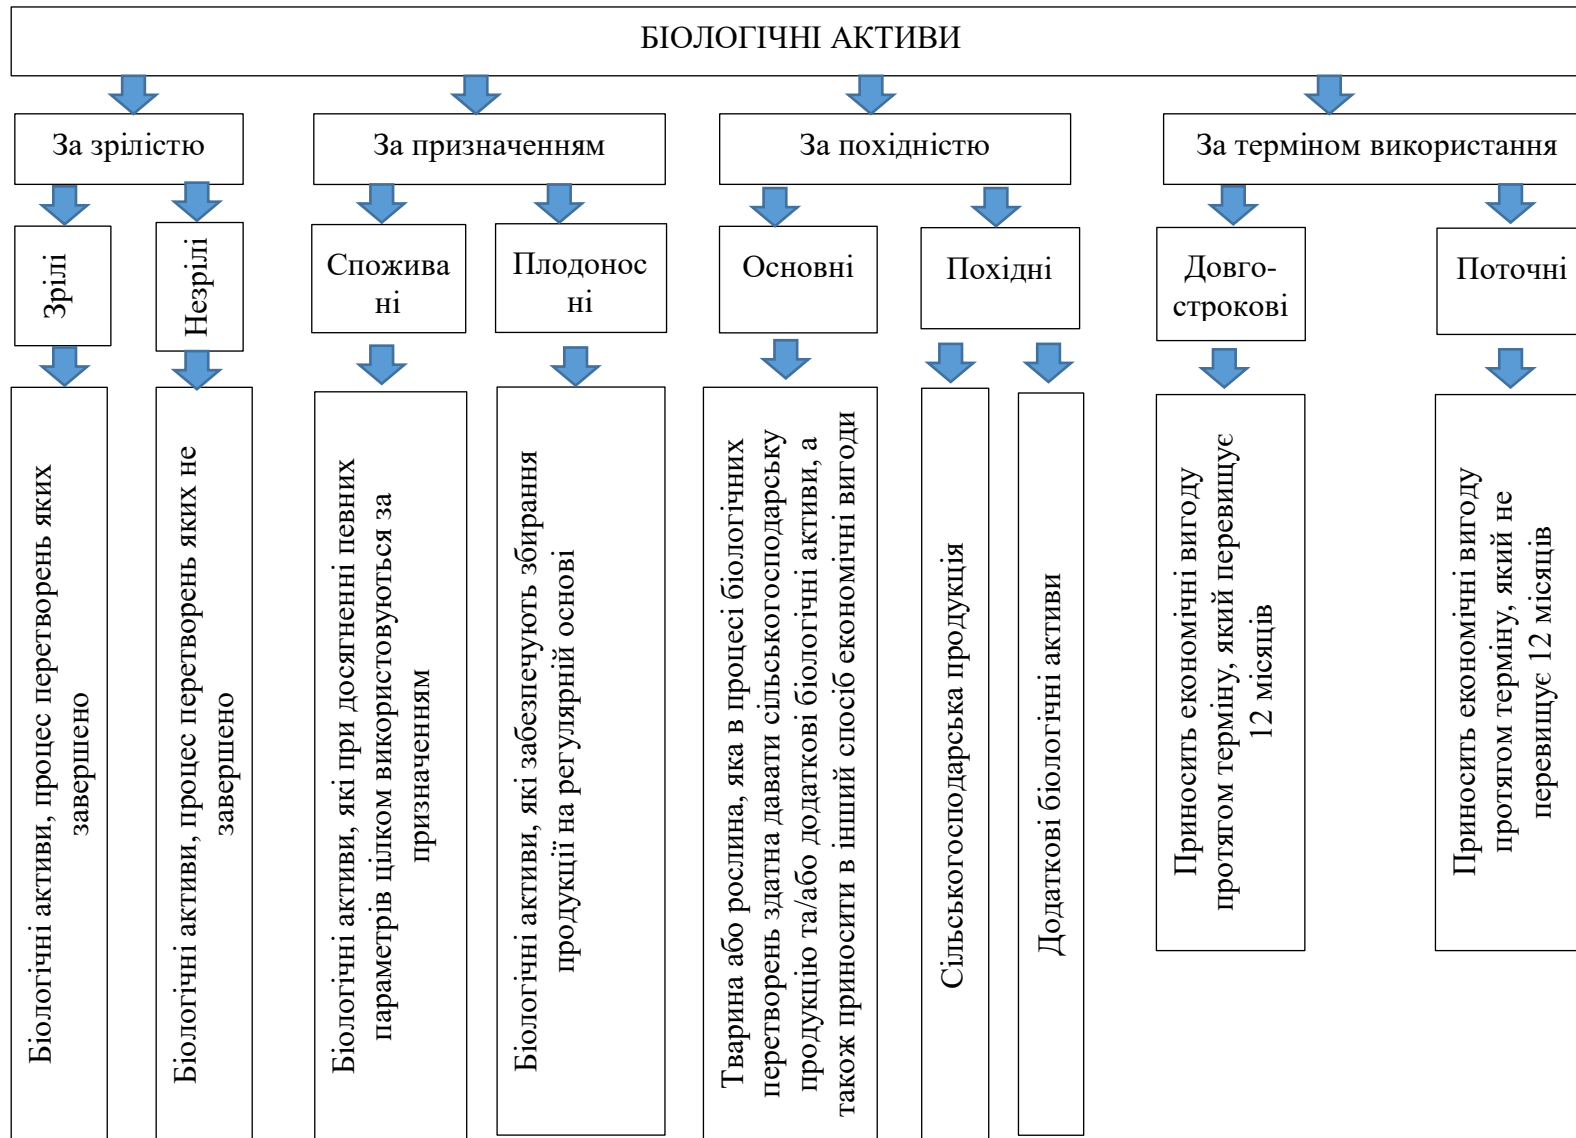 БІОЛОГІЧНІ АКТИВИ
За зрілістю
За призначенням
За похідністю
За терміном використання
Зрілі
Незрілі
Спожива
ні
Плодонос
ні
Основні
Похідні
Довго-
строкові
Поточні
Біологічні активи, процес перетворень яких
завершено
Біологічні активи, процес перетворень яких не
завершено
Біологічні активи, які при досягненні певних
параметрів цілком використовуються за
призначенням
Біологічні активи, які забезпечують збирання
продукції на регулярній основі
Тварина або рослина, яка в процесі біологічних
перетворень здатна давати сільськогосподарську
продукцію та/або додаткові біологічні активи, а
також приносити в інший спосіб економічні вигоди
Сільськогосподарська продукція
Додаткові біологічні активи
Приносить економічні вигоду
протягом терміну, який перевищує
12 місяців
Приносить економічні вигоду
протягом терміну, який не
перевищує 12 місяців